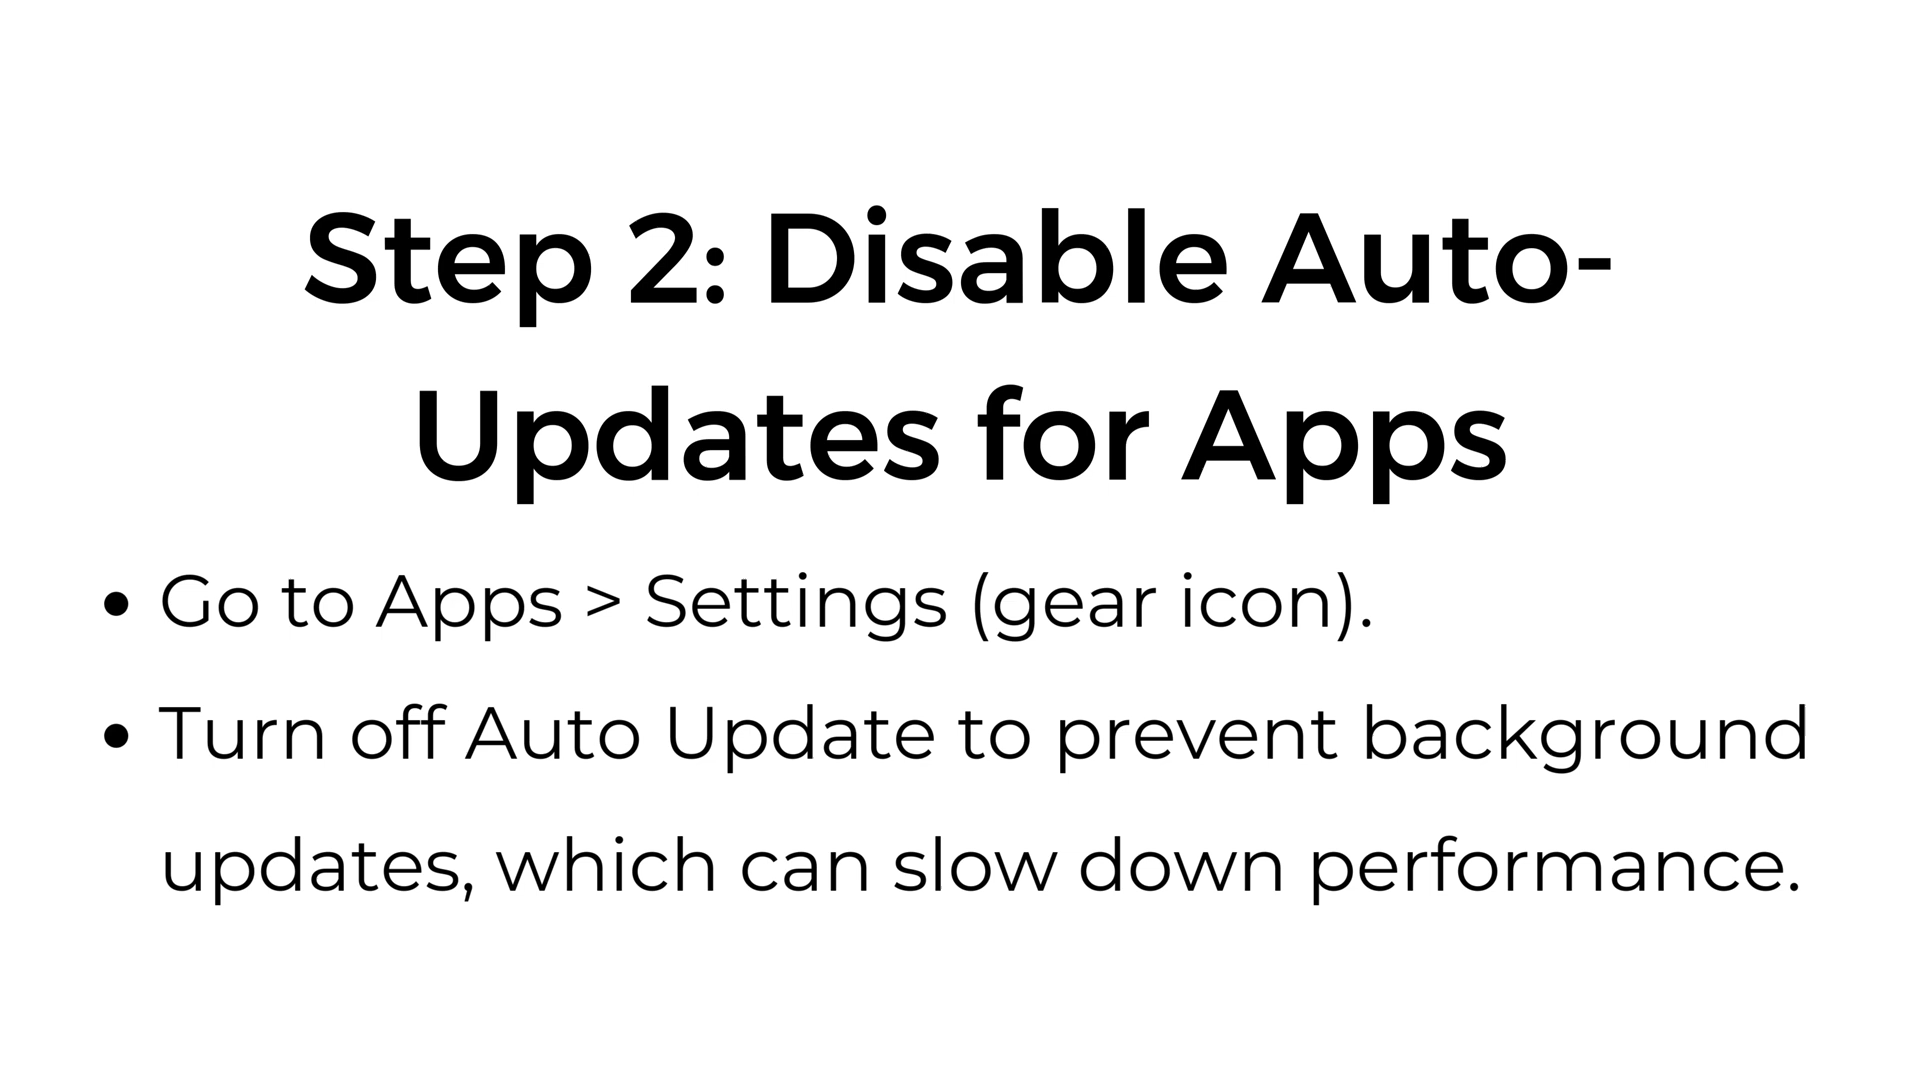 Step 2: Disable Auto-
Updates for Apps
• Go to Apps > Settings (gear icon).
• Turn off Auto Update to prevent background
updates, which can slow down performance.